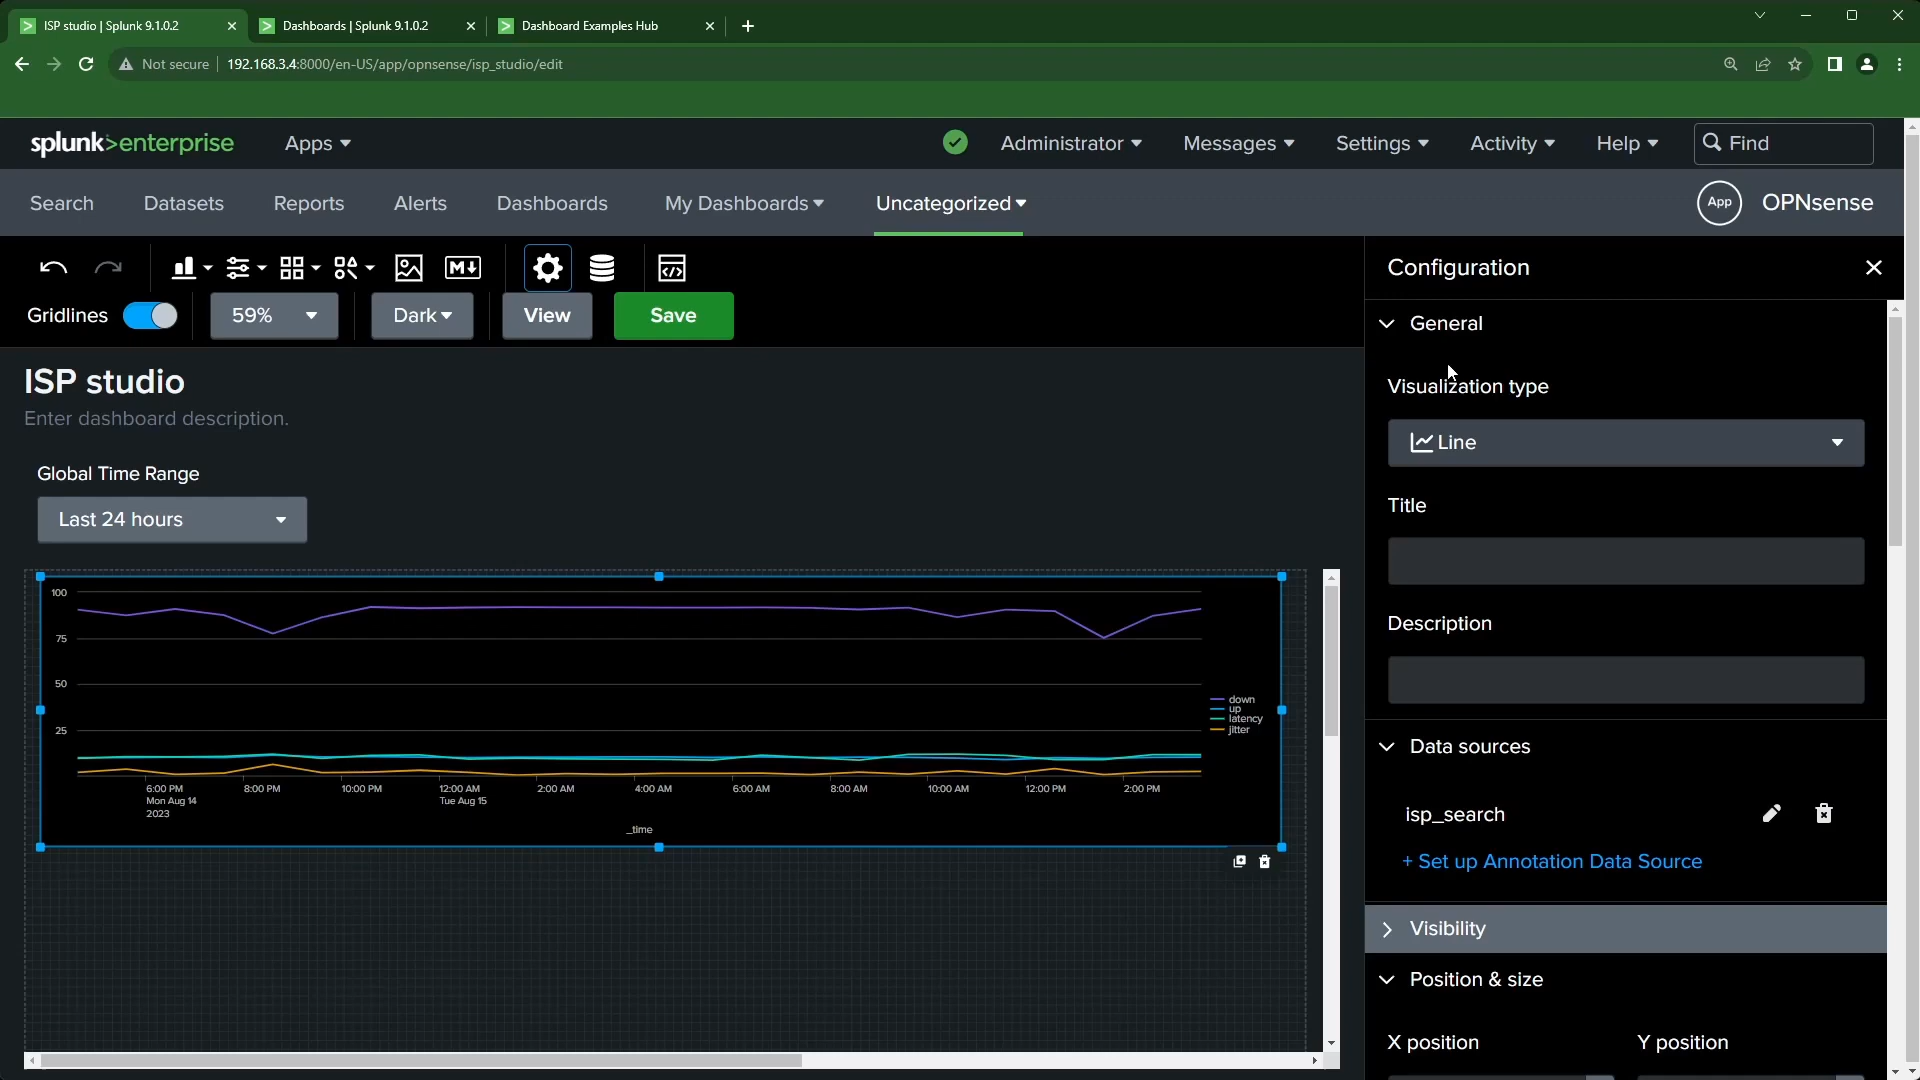 ISP studio | Splunk 9.1.0.2
Dashboards | Splunk 9.1.0.2
Dashboard Examples Hub
Not secure
192.168.3.4:8000/en-US/app/opnsense/isp_studio/edit
splunk>enterprise
Apps
Administrator
Messages
Settings
Activity
Help
Find
Search
Datasets
Reports
Alerts
Dashboards
My Dashboards
Uncategorized
App
OPNsense
M
Gridlines
59%
Dark
View
Save
ISP studio
Enter dashboard description.
Global Time Range
Last 24 hours
100
75
50
25
down
up
latency
jitter
6:00 PM
Mon Aug 14
2023
8:00 PM
10:00 PM
12:00 AM
Tue Aug 15
2:00 AM
4:00 AM
6:00 AM
8:00 AM
10:00 AM
12:00 PM
2:00 PM
_time
Configuration
General
Visualization type
Line
Title
Description
Data sources
isp_search
+ Set up Annotation Data Source
Visibility
Position & size
X position
Y position